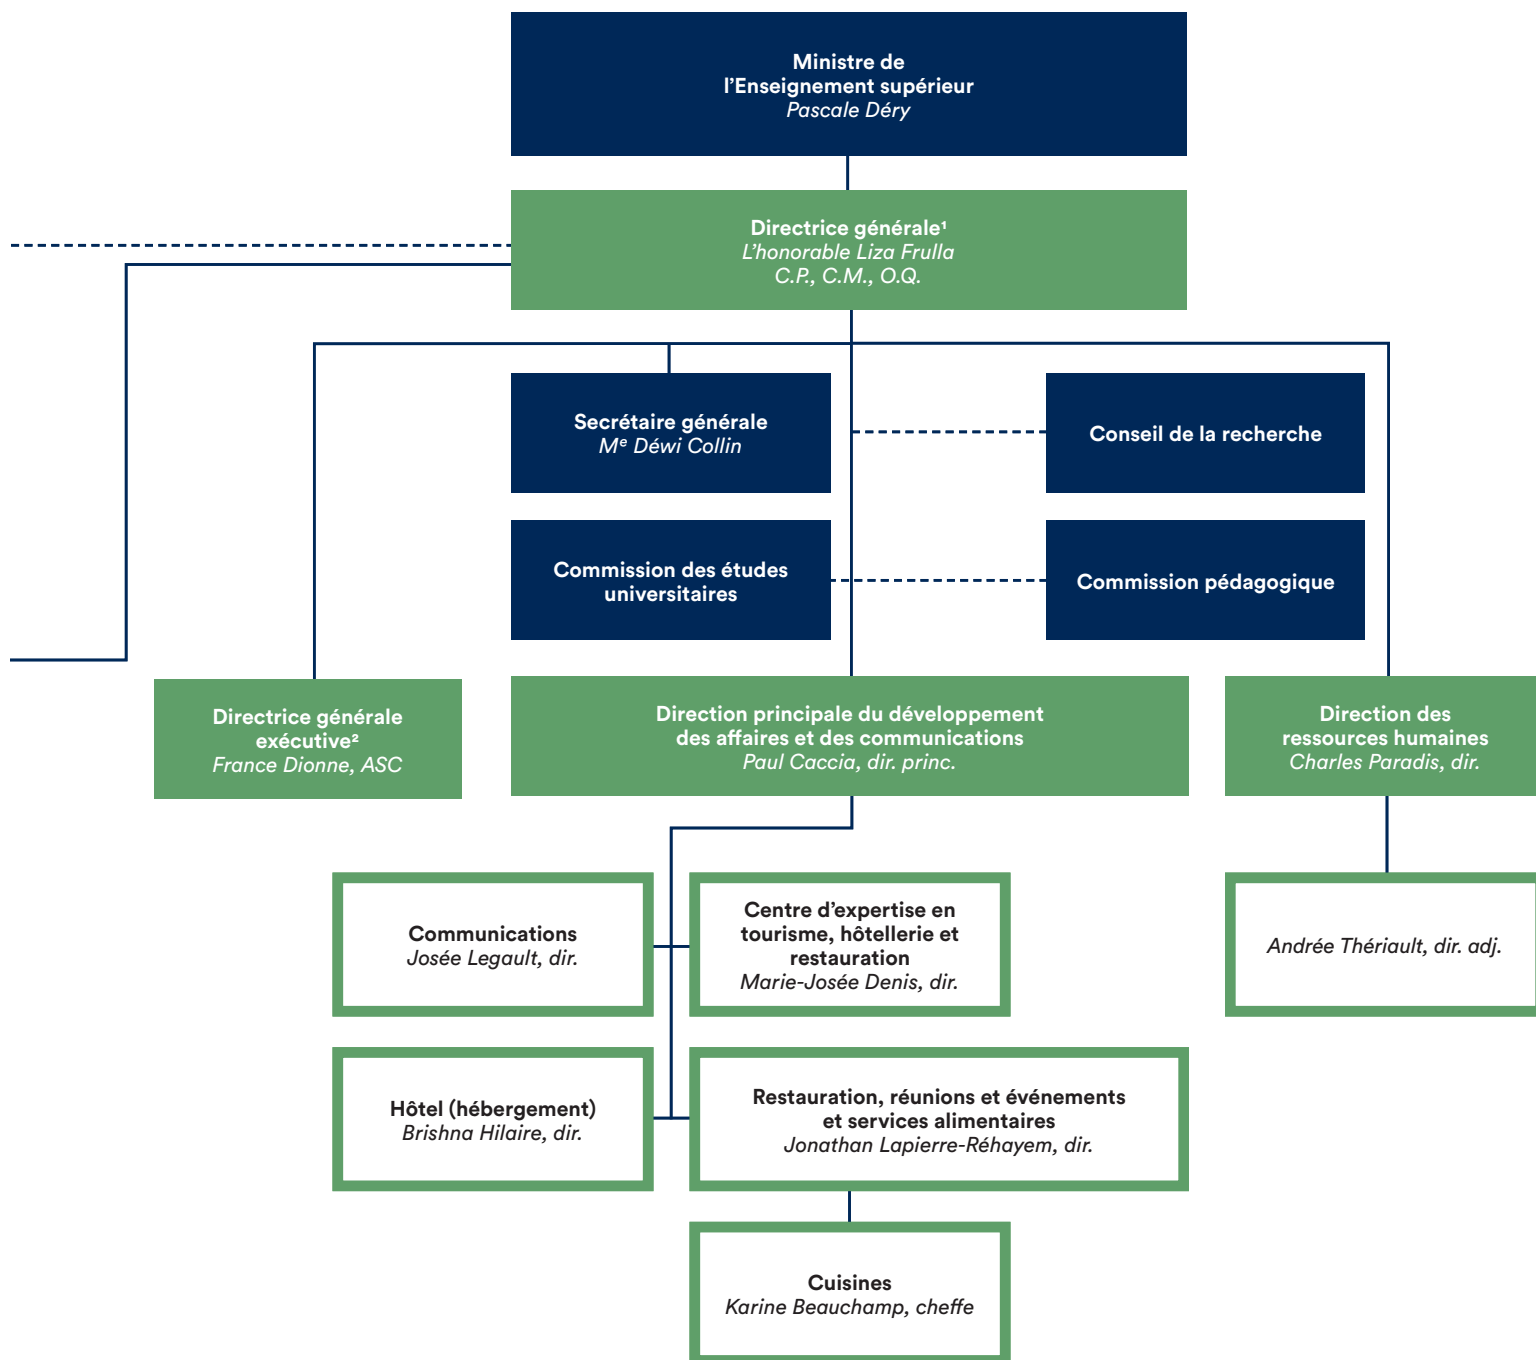 Ministre de
l’Enseignement supérieur
Pascale Déry
Directrice générale¹
L’honorable Liza Frulla
C.P., C.M., O.Q.
Secrétaire générale
Mᵉ Déwi Collin
Conseil de la recherche
Commission des études
universitaires
Commission pédagogique
Directrice générale
exécutive²
France Dionne, ASC
Direction principale du développement
des affaires et des communications
Paul Caccia, dir. princ.
Direction des
ressources humaines
Charles Paradis, dir.
Communications
Josée Legault, dir.
Centre d’expertise en
tourisme, hôtellerie et
restauration
Marie-Josée Denis, dir.
Andrée Thériault, dir. adj.
Hôtel (hébergement)
Brishna Hilaire, dir.
Restauration, réunions et événements
et services alimentaires
Jonathan Lapierre-Réhayem, dir.
Cuisines
Karine Beauchamp, cheffe